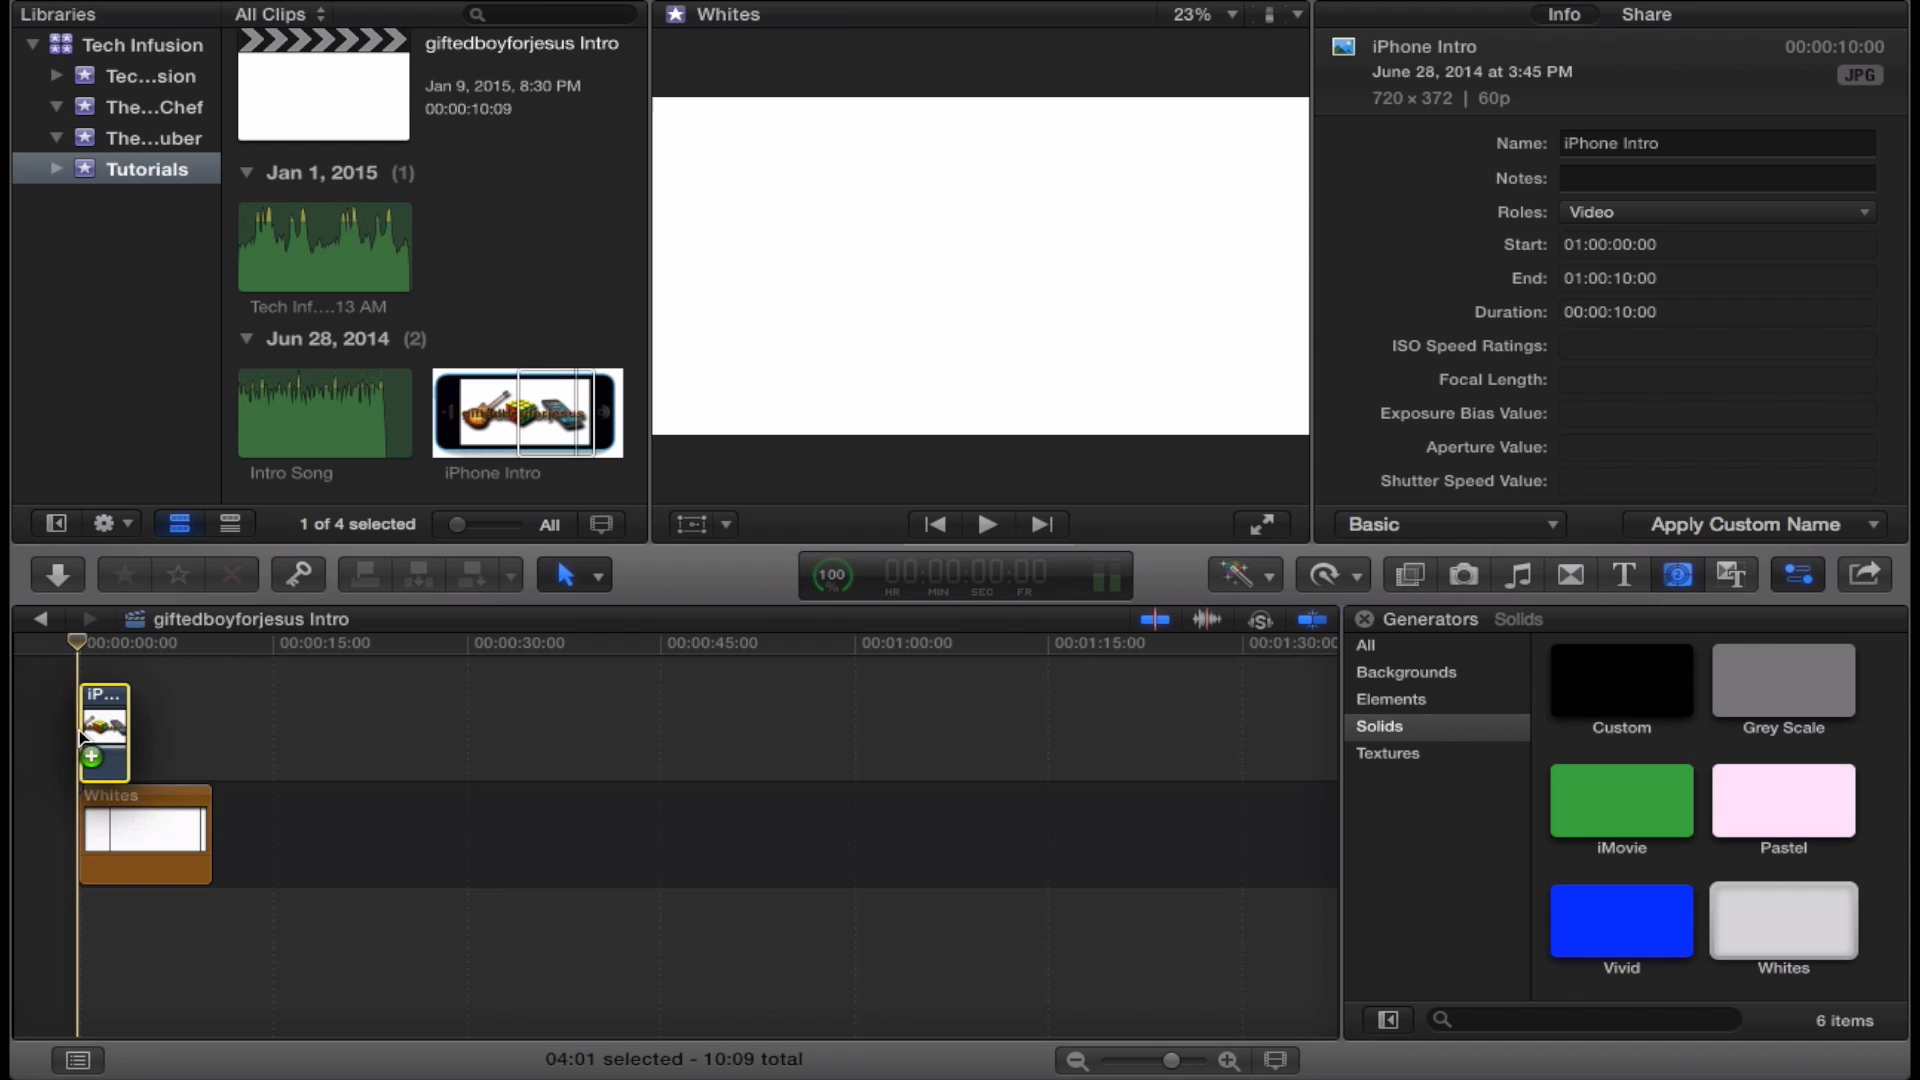 Libraries
All Clips
Whites
23%
Info
Share
Tech Infusion
Tec...sion
The...Chef
The...uber
Tutorials
giftedboyforjesus Intro
Jan 9, 2015, 8:30 PM
00:00:10:09
Jan 1, 2015 (1)
Tech Inf....13 AM
Jun 28, 2014 (2)
giftedboyforjesus
Intro Song
iPhone Intro
1 of 4 selected
All
iPhone Intro
00:00:10:00
June 28, 2014 at 3:45 PM
JPG
720 × 372 | 60p
Name: iPhone Intro
Notes:
Roles: Video
Start: 01:00:00:00
End: 01:00:10:00
Duration: 00:00:10:00
ISO Speed Ratings:
Focal Length:
Exposure Bias Value:
Aperture Value:
Shutter Speed Value:
Basic
Apply Custom Name
100 %
00:00:00:00
HR MIN SEC FR
giftedboyforjesus Intro
00:00:00:00
00:00:15:00
00:00:30:00
00:00:45:00
00:01:00:00
00:01:15:00
00:01:30:00
iP...
Whites
Generators Solids
All
Backgrounds
Elements
Solids
Textures
Custom
Grey Scale
iMovie
Pastel
Vivid
Whites
6 items
04:01 selected - 10:09 total